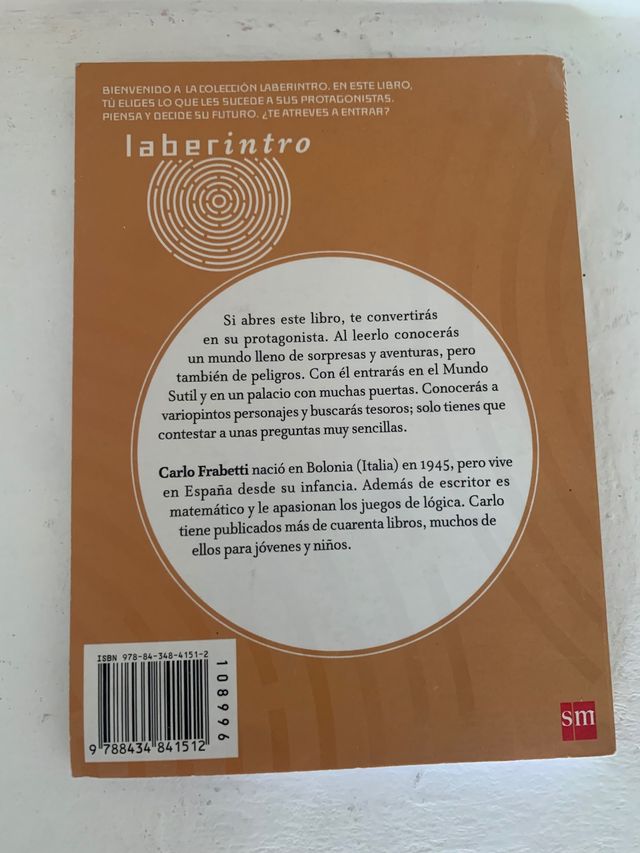 BIENVENIDO A LA COLECCIÓN LABERINTRO. EN ESTE LIBRO,
TÚ ELIGES LO QUE LES SUCEDE A SUS PROTAGONISTAS.
PIENSA Y DECIDE SU FUTURO. ¿TE ATREVES A ENTRAR?
laberintro
Si abres este libro, te convertirás
en su protagonista. Al leerlo conocerás
un mundo lleno de sorpresas y aventuras, pero
también de peligros. Con él entrarás en el Mundo
Sutil y en un palacio con muchas puertas. Conocerás a
variopintos personajes y buscarás tesoros; solo tienes que
contestar a unas preguntas muy sencillas.
Carlo Frabetti nació en Bolonia (Italia) en 1945, pero vive
en España desde su infancia. Además de escritor es
matemático y le apasionan los juegos de lógica. Carlo
tiene publicados más de cuarenta libros, muchos de
ellos para jóvenes y niños.
ISBN 978-84-348-4151-2
108996
9 788434 841512
sm